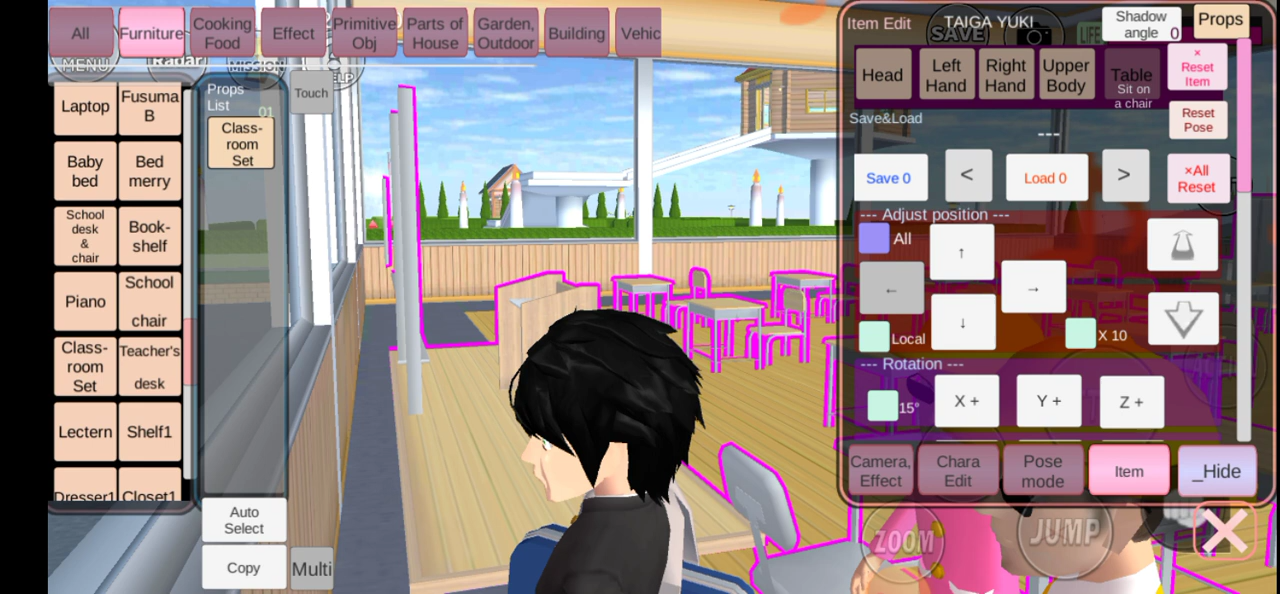 All
Furniture
Cooking
Food
Effect
Primitive
Obj
Parts of
House
Garden,
Outdoor
Building
Vehic
MENU
Radar
MISSION
ELP
Laptop
Fusuma
B
Baby
bed
Bed
merry
School
desk
&
chair
Book-
shelf
Piano
School
chair
Class-
room
Set
Teacher's
desk
Lectern
Shelf1
Dresser1
Closet1
Props
List
01
Class-
room
Set
Touch
Auto
Select
Copy
Multi
Item Edit
TAIGA YUKI
SAVE
LIFE
Shadow
angle
0
Props
Head
Left
Hand
Right
Hand
Upper
Body
Table
Sit on
a chair
×
Reset
Item
Save&Load
---
Reset
Pose
Save 0
<
Load 0
>
×All
Reset
--- Adjust position ---
All
↑
←
→
↓
Local
X 10
--- Rotation ---
15°
X +
Y +
Z +
Camera,
Effect
Chara
Edit
Pose
mode
Item
_Hide
ZOOM
JUMP